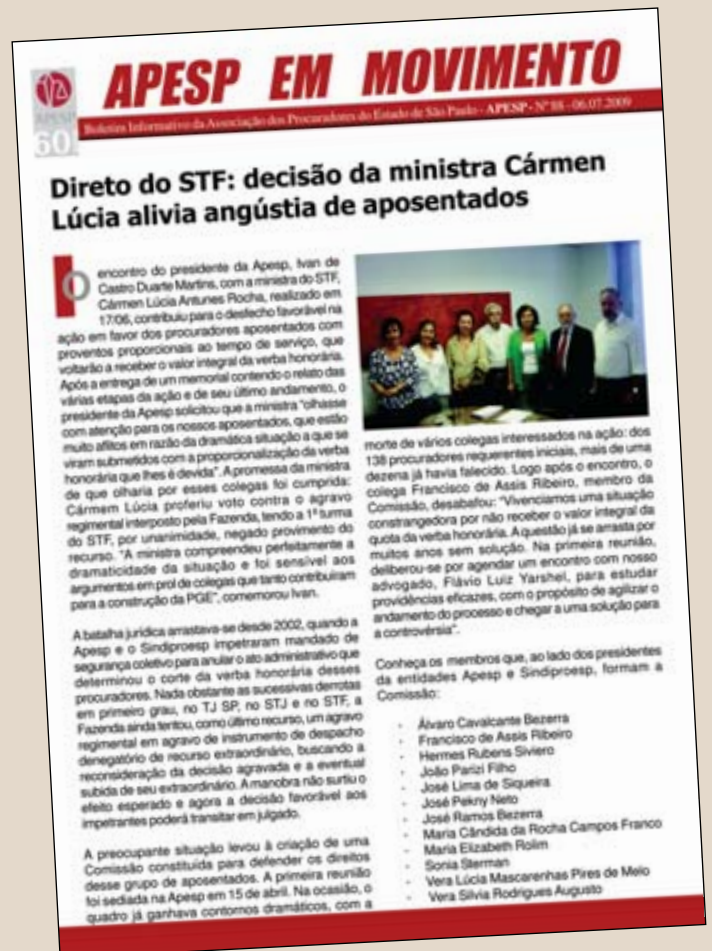 APESP
60
APESP EM MOVIMENTO
Boletim Informativo da Associação dos Procuradores do Estado de São Paulo - APESP - Nº 88 - 06.07.2009
Direto do STF: decisão da ministra Cármen
Lúcia alivia angústia de aposentados
O encontro do presidente da Apesp, Ivan de
Castro Duarte Martins, com a ministra do STF,
Cármen Lúcia Antunes Rocha, realizado em
17/06, contribuiu para o desfecho favorável na
ação em favor dos procuradores aposentados com
proventos proporcionais ao tempo de serviço, que
voltarão a receber o valor integral da verba honorária.
Após a entrega de um memorial contendo o relato das
várias etapas da ação e de seu último andamento, o
presidente da Apesp solicitou que a ministra "olhasse
com atenção para os nossos aposentados, que estão
muito aflitos em razão da dramática situação a que se
viram submetidos com a proporcionalização da verba
honorária que lhes é devida". A promessa da ministra
de que olharia por esses colegas foi cumprida:
Cármem Lúcia proferiu voto contra o agravo
regimental interposto pela Fazenda, tendo a 1ª turma
do STF, por unanimidade, negado provimento do
recurso. "A ministra compreendeu perfeitamente a
dramaticidade da situação e foi sensível aos
argumentos em prol de colegas que tanto contribuíram
para a construção da PGE", comemorou Ivan.
A batalha jurídica arrastava-se desde 2002, quando a
Apesp e o Sindiproesp impetraram mandado de
segurança coletivo para anular o ato administrativo que
determinou o corte da verba honorária desses
procuradores. Nada obstante as sucessivas derrotas
em primeiro grau, no TJ SP, no STJ e no STF, a
Fazenda ainda tentou, como último recurso, um agravo
regimental em agravo de instrumento de despacho
denegatório de recurso extraordinário, buscando a
reconsideração da decisão agravada e a eventual
subida de seu extraordinário. A manobra não surtiu o
efeito esperado e agora a decisão favorável aos
impetrantes poderá transitar em julgado.
A preocupante situação levou à criação de uma
Comissão constituída para defender os direitos
desse grupo de aposentados. A primeira reunião
foi sediada na Apesp em 15 de abril. Na ocasião, o
quadro já ganhava contornos dramáticos, com a
morte de vários colegas interessados na ação: dos
138 procuradores requerentes iniciais, mais de uma
dezena já havia falecido. Logo após o encontro, o
colega Francisco de Assis Ribeiro, membro da
Comissão, desabafou: "Vivenciamos uma situação
constrangedora por não receber o valor integral da
quota da verba honorária. A questão já se arrasta por
muitos anos sem solução. Na primeira reunião,
deliberou-se por agendar um encontro com nosso
advogado, Flávio Luiz Yarshel, para estudar
providências eficazes, com o propósito de agilizar o
andamento do processo e chegar a uma solução para
a controvérsia".
Conheça os membros que, ao lado dos presidentes
da entidades Apesp e Sindiproesp, formam a
Comissão:
- Álvaro Cavalcante Bezerra
- Francisco de Assis Ribeiro
- Hermes Rubens Siviero
- João Parizi Filho
- José Lima de Siqueira
- José Pekny Neto
- José Ramos Bezerra
- Maria Cândida da Rocha Campos Franco
- Maria Elizabeth Rolim
- Sonia Sterman
- Vera Lúcia Mascarenhas Pires de Melo
- Vera Silvia Rodrigues Augusto